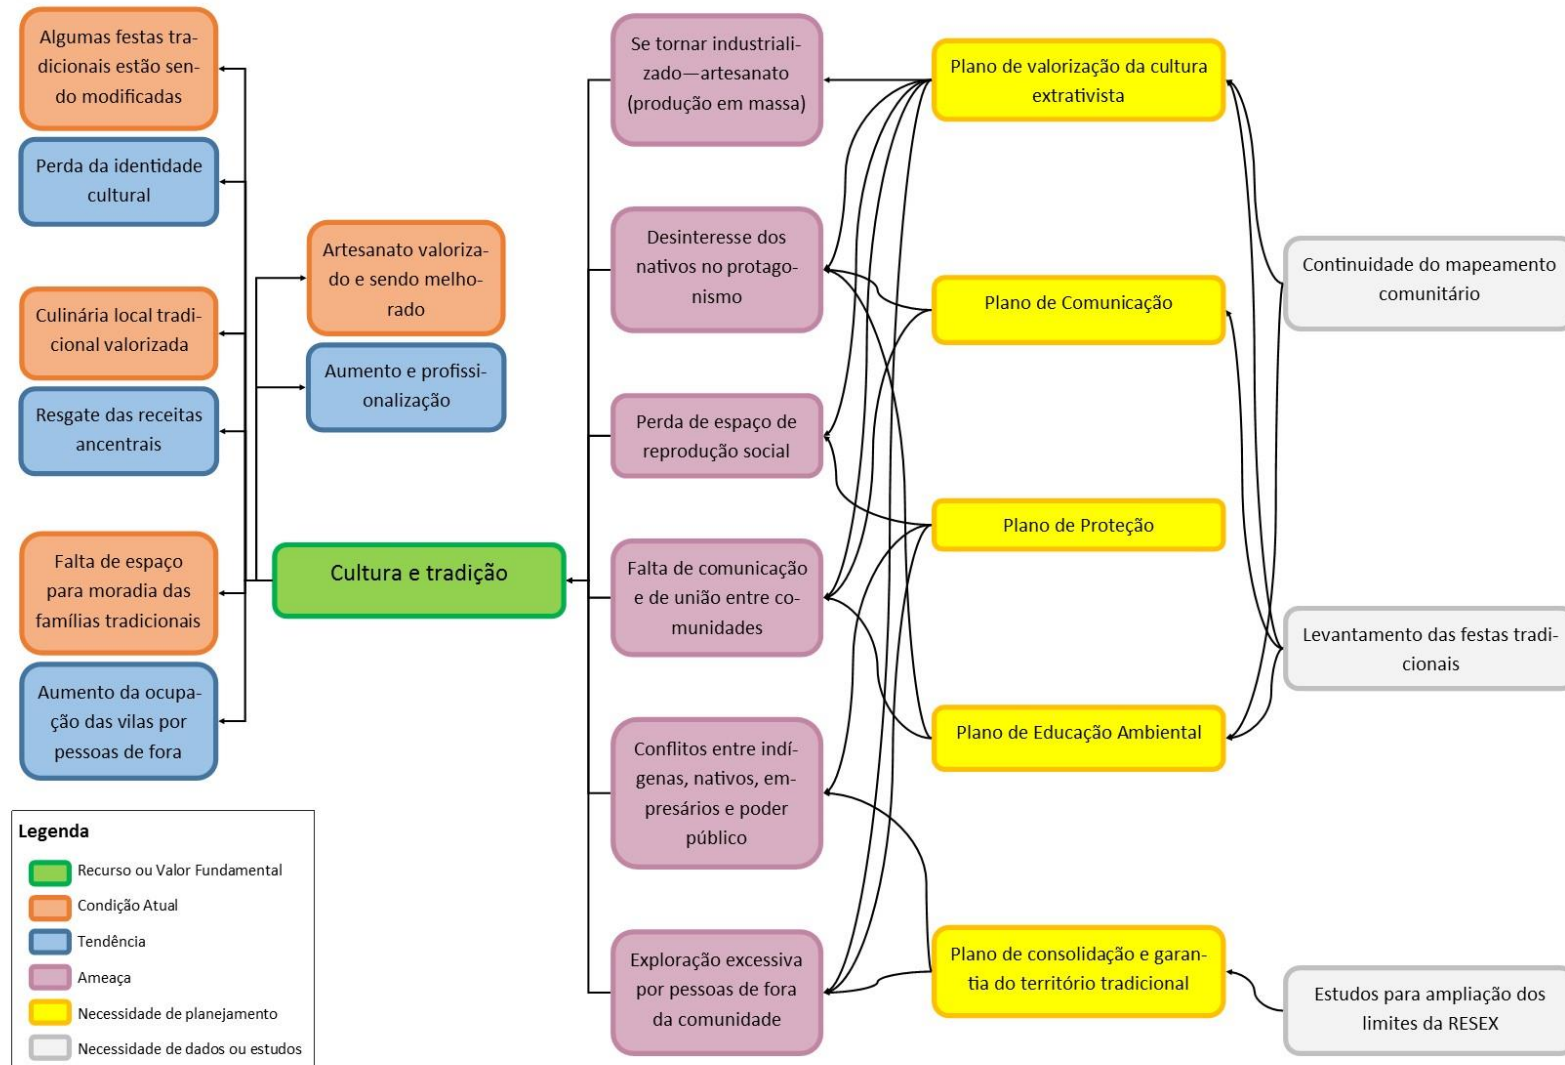 Algumas festas tra-
dicionais estão sen-
do modificadas
Perda da identidade
cultural
Culinária local tradi-
cional valorizada
Resgate das receitas
ancentrais
Falta de espaço
para moradia das
famílias tradicionais
Aumento da ocupa-
ção das vilas por
pessoas de fora
Artesanato valoriza-
do e sendo melho-
rado
Aumento e profissi-
onalização
Cultura e tradição
Se tornar industriali-
zado—artesanato
(produção em massa)
Desinteresse dos
nativos no protago-
nismo
Perda de espaço de
reprodução social
Falta de comunicação
e de união entre co-
munidades
Conflitos entre indí-
genas, nativos, em-
presários e poder
público
Exploração excessiva
por pessoas de fora
da comunidade
Plano de valorização da cultura
extrativista
Plano de Comunicação
Plano de Proteção
Plano de Educação Ambiental
Plano de consolidação e garan-
tia do território tradicional
Continuidade do mapeamento
comunitário
Levantamento das festas tradi-
cionais
Estudos para ampliação dos
limites da RESEX
Legenda
Recurso ou Valor Fundamental
Condição Atual
Tendência
Ameaça
Necessidade de planejamento
Necessidade de dados ou estudos